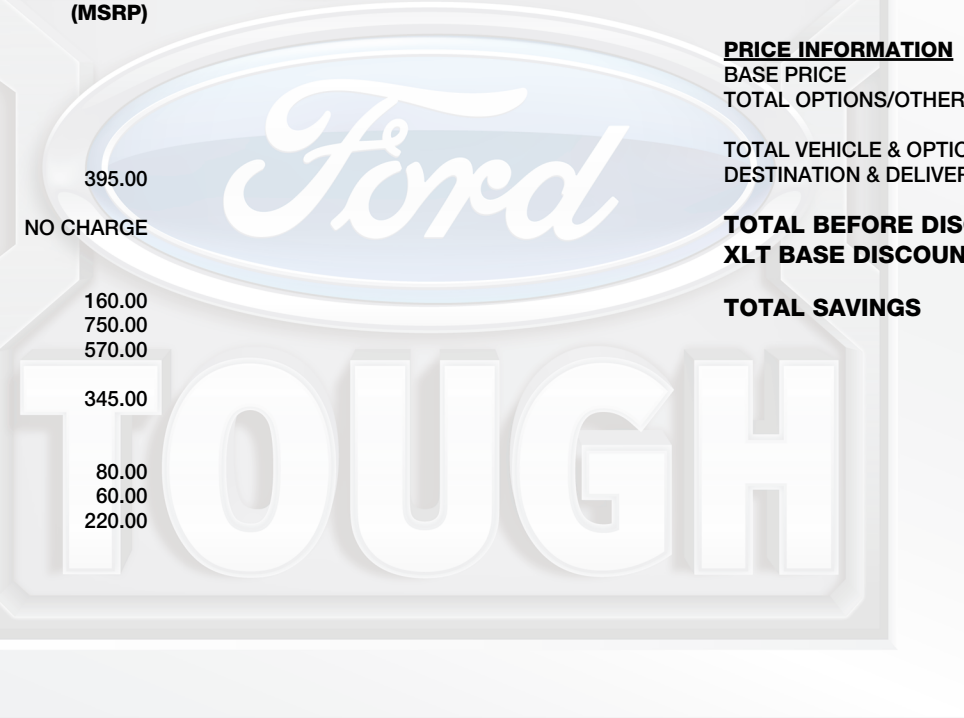 (MSRP)
395.00
NO CHARGE
160.00
750.00
570.00
345.00
80.00
60.00
220.00
PRICE INFORMATION
BASE PRICE
TOTAL OPTIONS/OTHER
TOTAL VEHICLE & OPTIO
DESTINATION & DELIVER
TOTAL BEFORE DIS
XLT BASE DISCOUN
TOTAL SAVINGS
Ford
TOUGH